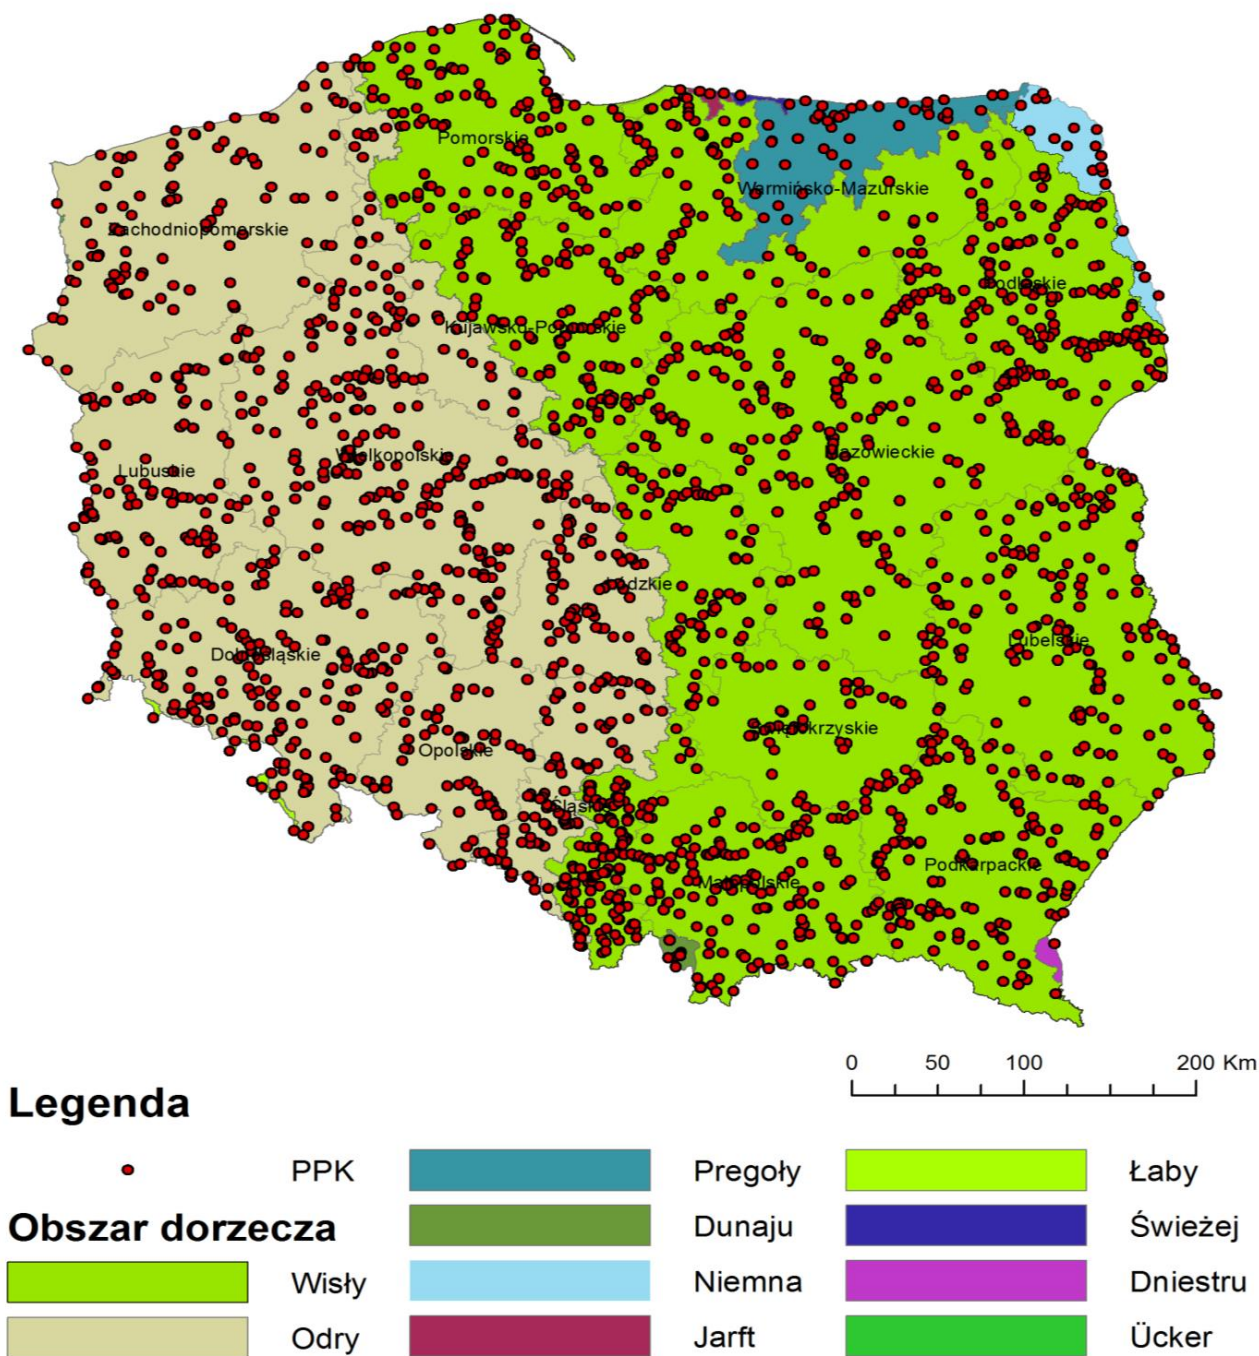 Pomorskie
Warmińsko-Mazurskie
Zachodniopomorskie
Podlaskie
Kujawsko-Pomorskie
Wielkopolskie
Mazowieckie
Lubuskie
Łódzkie
Lubelskie
Dolnośląskie
Świętokrzyskie
Opolskie
Śląskie
Podkarpackie
Małopolskie
0 50 100 200 Km
Legenda
PPK
Obszar dorzecza
Wisły
Odry
Pregoły
Dunaju
Niemna
Jarft
Łaby
Świeżej
Dniestru
Ücker